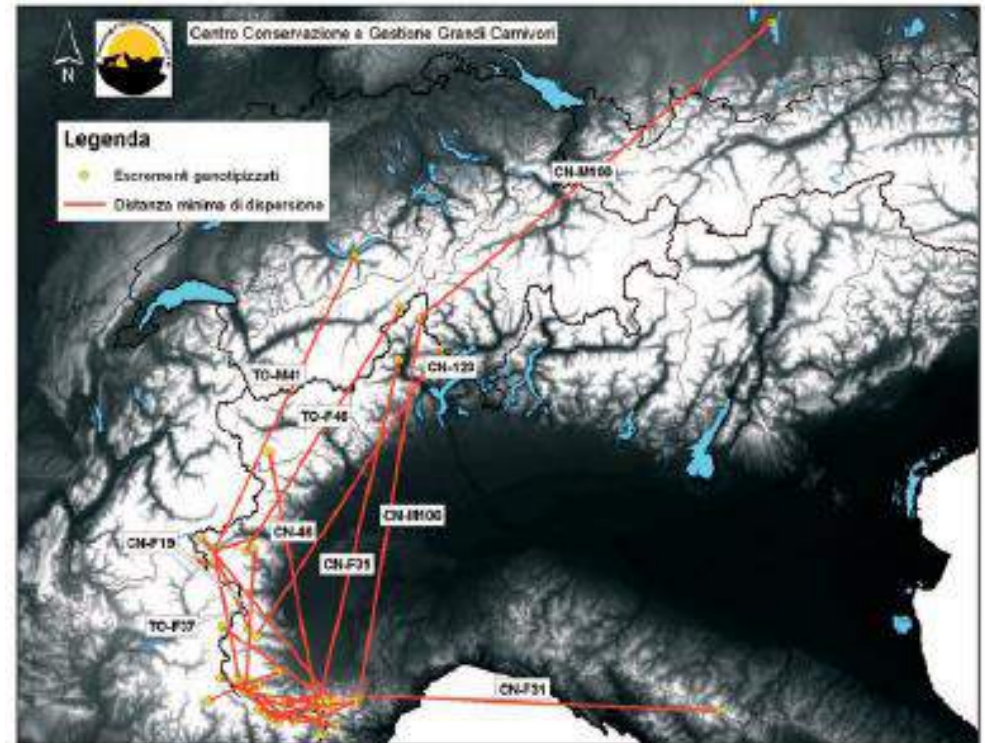 Centro Conservazione e Gestione Grandi Carnivori
N
Legenda
Escrementi genotipizzati
Distanza minima di dispersione
CN-M100
TO-M41
CN-123
TO-F46
CN-M100
CN-F19
CN-46
CN-F35
TO-F37
CN-F31